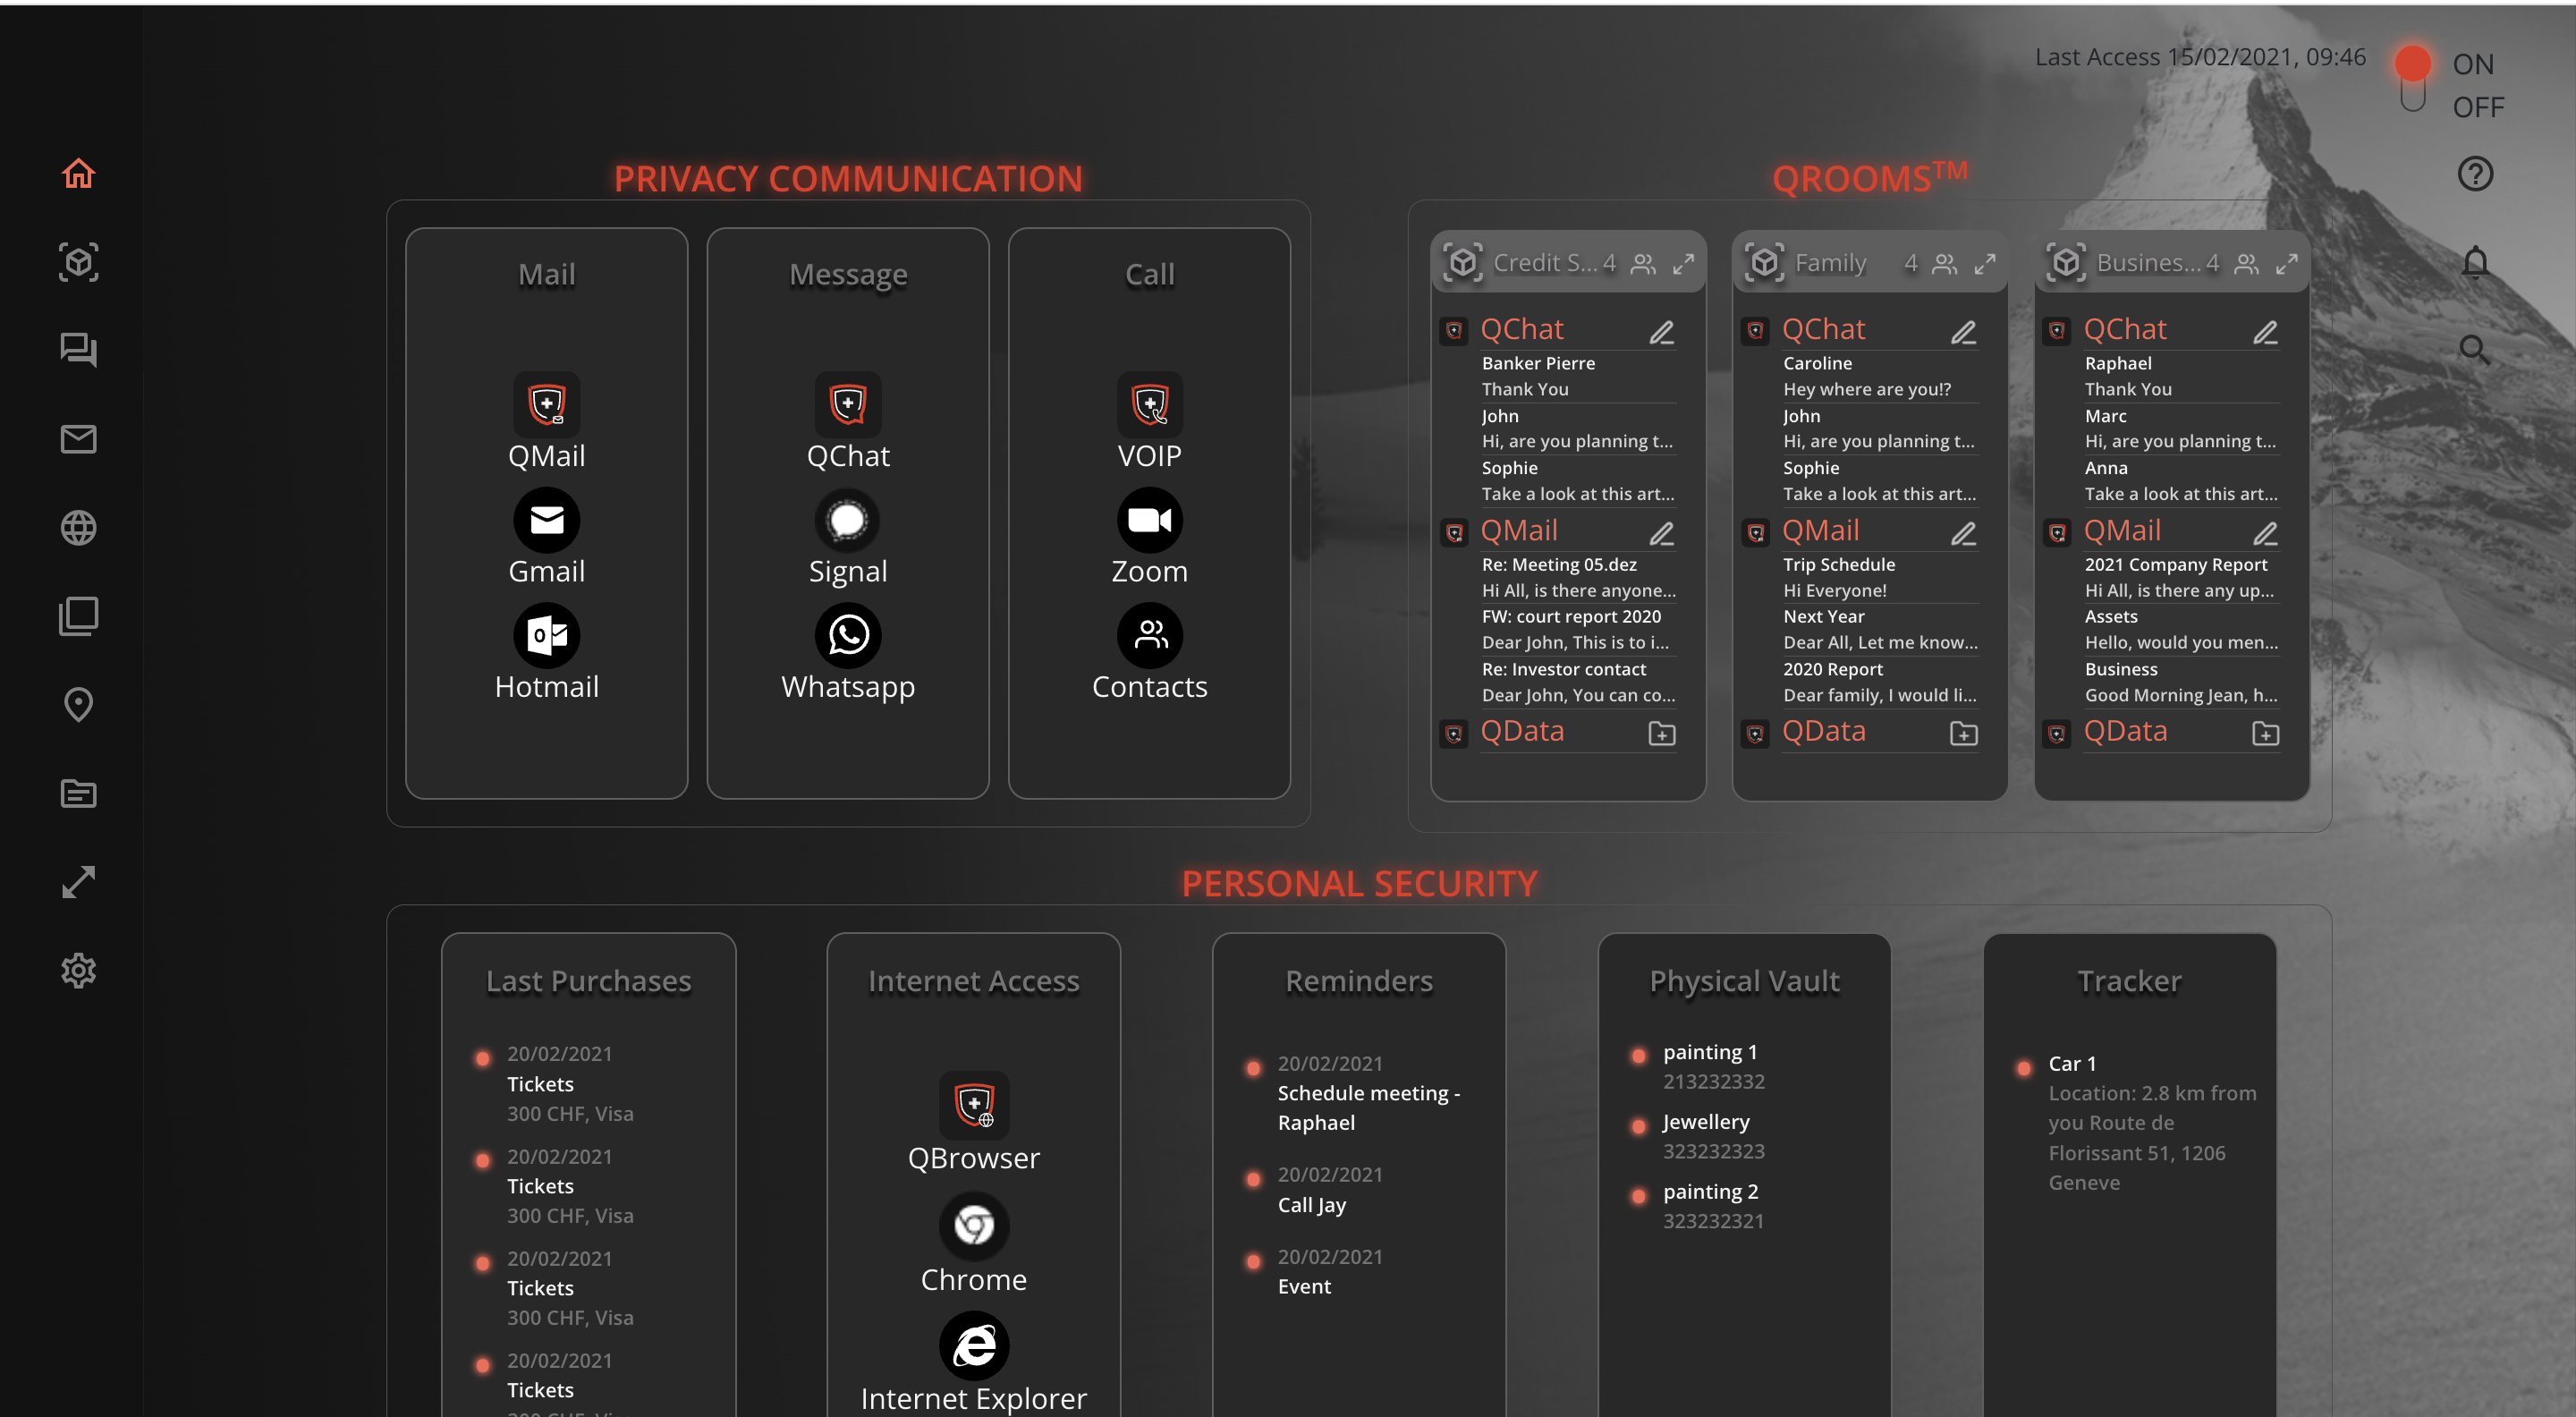 Last Access 15/02/2021, 09:46
ON
OFF
PRIVACY COMMUNICATION
Mail
QMail
Gmail
Hotmail
Message
QChat
Signal
Whatsapp
Call
VOIP
Zoom
Contacts
QROOMS™
Credit S... 4
QChat
Banker Pierre
Thank You
John
Hi, are you planning t...
Sophie
Take a look at this art...
QMail
Re: Meeting 05.dez
Hi All, is there anyone...
FW: court report 2020
Dear John, This is to i...
Re: Investor contact
Dear John, You can co...
QData
Family 4
QChat
Caroline
Hey where are you!?
John
Hi, are you planning t...
Sophie
Take a look at this art...
QMail
Trip Schedule
Hi Everyone!
Next Year
Dear All, Let me know...
2020 Report
Dear family, I would li...
QData
Busines... 4
QChat
Raphael
Thank You
Marc
Hi, are you planning t...
Anna
Take a look at this art...
QMail
2021 Company Report
Hi All, is there any up...
Assets
Hello, would you men...
Business
Good Morning Jean, h...
QData
PERSONAL SECURITY
Last Purchases
20/02/2021
Tickets
300 CHF, Visa
20/02/2021
Tickets
300 CHF, Visa
20/02/2021
Tickets
300 CHF, Visa
20/02/2021
Tickets
Internet Access
QBrowser
Chrome
Internet Explorer
Reminders
20/02/2021
Schedule meeting -
Raphael
20/02/2021
Call Jay
20/02/2021
Event
Physical Vault
painting 1
213232332
Jewellery
323232323
painting 2
323232321
Tracker
Car 1
Location: 2.8 km from
you Route de
Florissant 51, 1206
Geneve